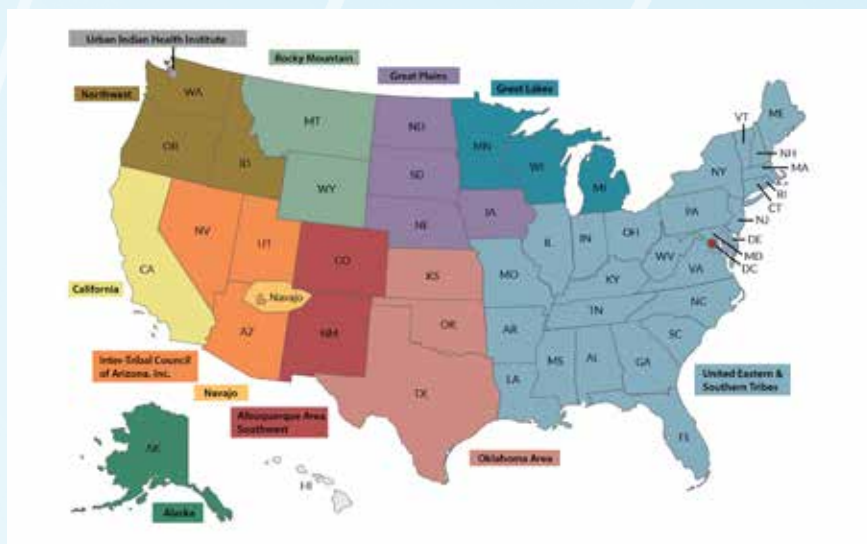 Urban Indian Health Institute
Rocky Mountain
Great Plains
Great Lakes
Northwest
WA
OR
ID
MT
WY
ND
SD
NE
IA
MN
WI
MI
ME
VT
NH
MA
RI
CT
NY
NJ
PA
DE
MD
DC
CA
NV
UT
AZ
Navajo
CO
NM
KS
OK
TX
MO
AR
LA
IL
IN
OH
KY
WV
VA
TN
NC
SC
MS
AL
GA
FL
California
Inter-Tribal Council
of Arizona, Inc.
Navajo
Albuquerque Area
Southwest
Oklahoma Area
United Eastern &
Southern Tribes
AK
Alaska
HI